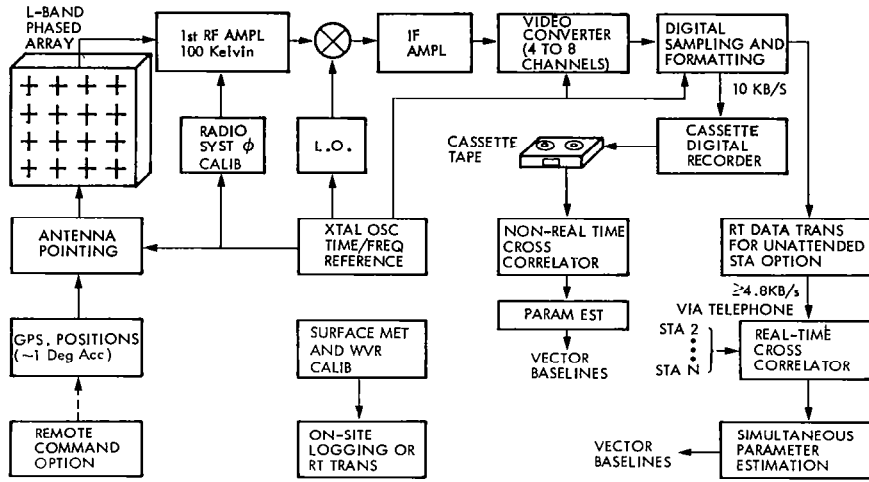 L-BAND
PHASED
ARRAY
1st RF AMPL
100 Kelvin
IF
AMPL
VIDEO
CONVERTER
(4 TO 8
CHANNELS)
DIGITAL
SAMPLING AND
FORMATTING
10 KB/S
RADIO
SYST ϕ
CALIB
L.O.
CASSETTE
TAPE
CASSETTE
DIGITAL
RECORDER
ANTENNA
POINTING
XTAL OSC
TIME/FREQ
REFERENCE
NON-REAL TIME
CROSS
CORRELATOR
RT DATA TRANS
FOR UNATTENDED
STA OPTION
≥4.8KB/s
VIA TELEPHONE
GPS. POSITIONS
(~1 Deg Acc)
SURFACE MET
AND WVR
CALIB
PARAM EST
VECTOR
BASELINES
STA 2
STA N
REAL-TIME
CROSS
CORRELATOR
REMOTE
COMMAND
OPTION
ON-SITE
LOGGING OR
RT TRANS
VECTOR
BASELINES
SIMULTANEOUS
PARAMETER
ESTIMATION